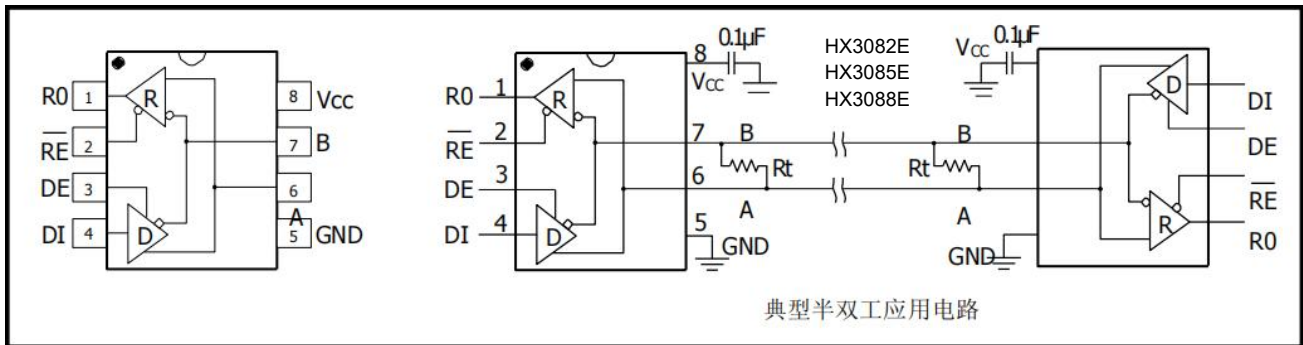 R0 1
R
8 Vcc
RE 2
7 B
DE 3
6
A
DI 4
D
5 GND
0.1µF
8
VCC
R0 1
R
2
RE
7 B
DE 3
6
A
DI 4
D
5
GND
Rt
HX3082E
HX3085E
HX3088E
VCC 0.1µF
B
Rt
A
GND
D
DI
DE
RE
R
R0
典型半双工应用电路